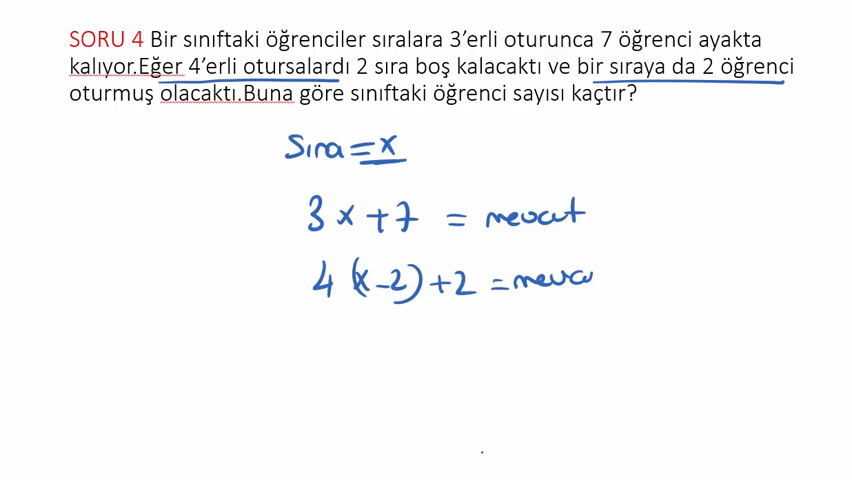 SORU 4 Bir sınıftaki öğrenciler sıralara 3'erli oturunca 7 öğrenci ayakta
kalıyor.Eğer 4'erli otursalardı 2 sıra boş kalacaktı ve bir sıraya da 2 öğrenci
oturmuş olacaktı.Buna göre sınıftaki öğrenci sayısı kaçtır?
Sıra = x
3x + 7 = mevcut
4(x - 2) + 2 = mevcu